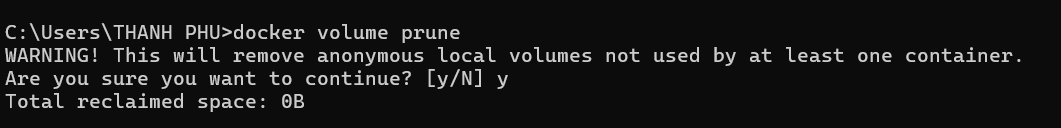 C:\Users\THANH PHU>docker volume prune
WARNING! This will remove anonymous local volumes not used by at least one container.
Are you sure you want to continue? [y/N] y
Total reclaimed space: 0B